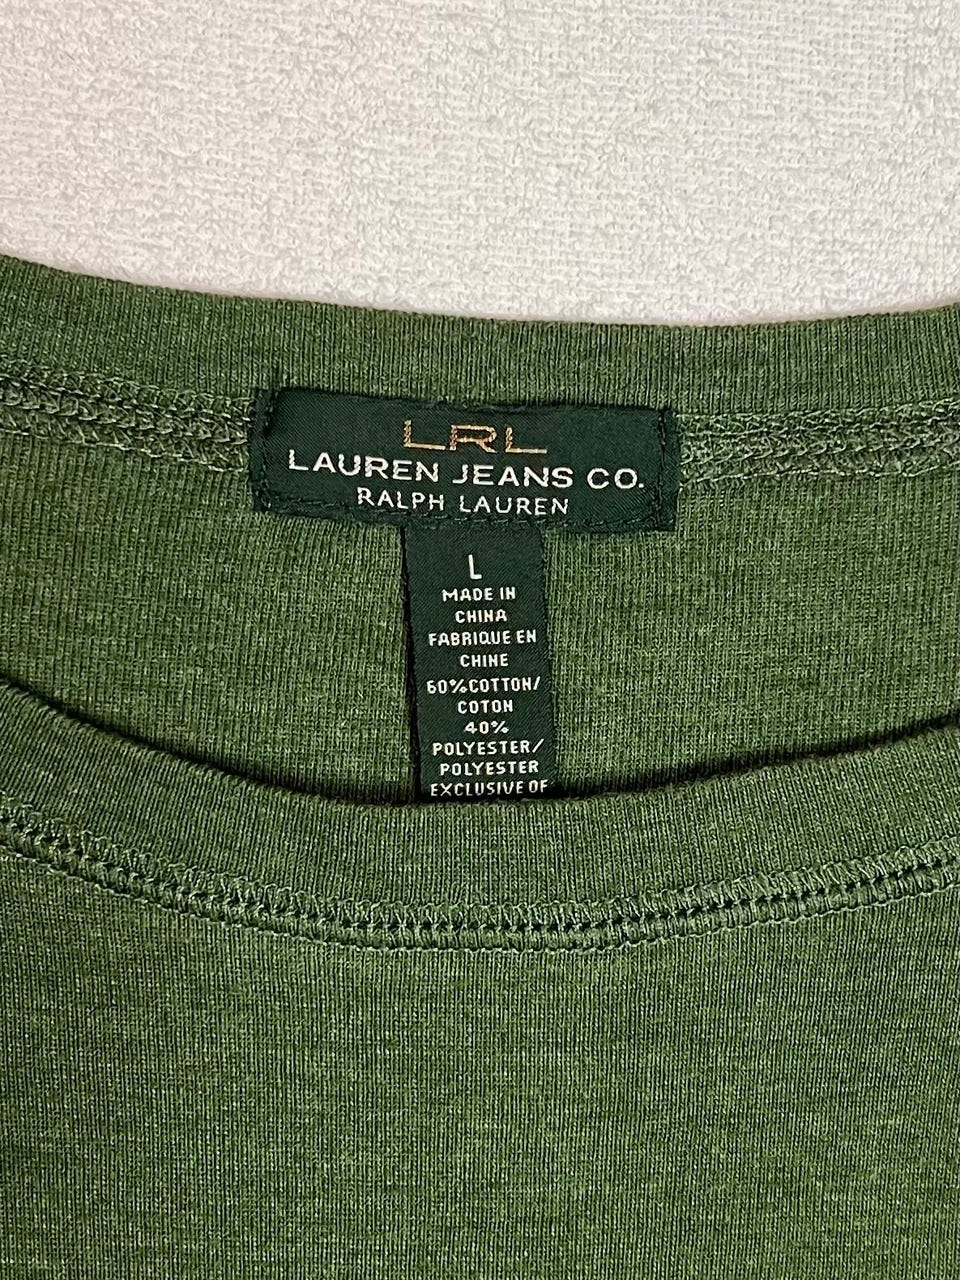 LRL
LAUREN JEANS CO.
RALPH LAUREN
L
MADE IN
CHINA
FABRIQUE EN
CHINE
60%COTTON/
COTON
40%
POLYESTER/
POLYESTER
EXCLUSIVE OF